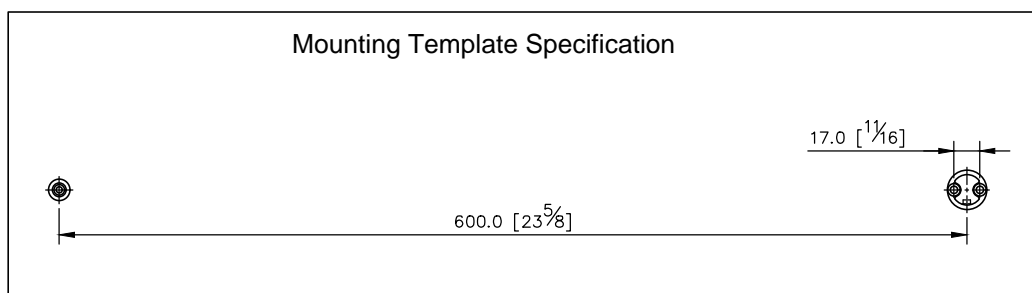 Mounting Template Specification
17.0 [11/16]
600.0 [23 5/8]